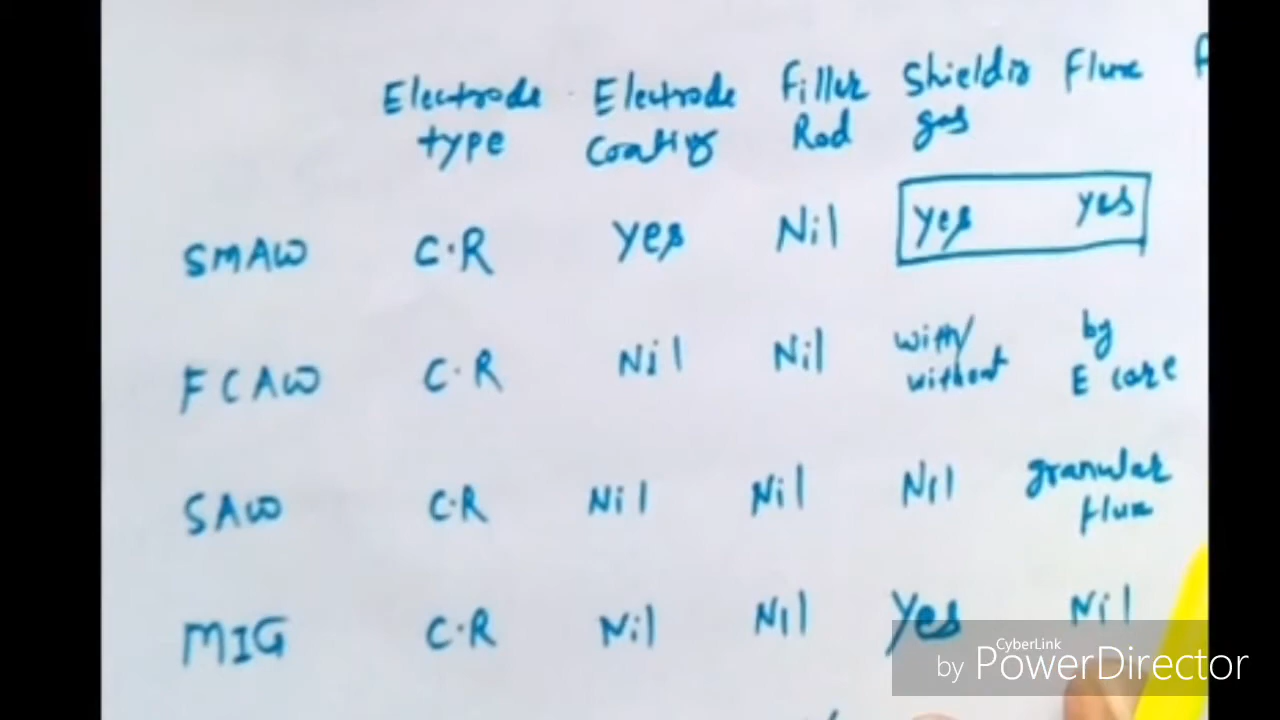 Electrode Electrode Filler Shieldig Flux
type Coating Rod gas
SMAW C.R Yes Nil Yes Yes
FCAW C.R Nil Nil with/ without by E core
SAW C.R Nil Nil Nil granular flux
MIG C.R Nil Nil Yes Nil
CyberLink
by PowerDirector